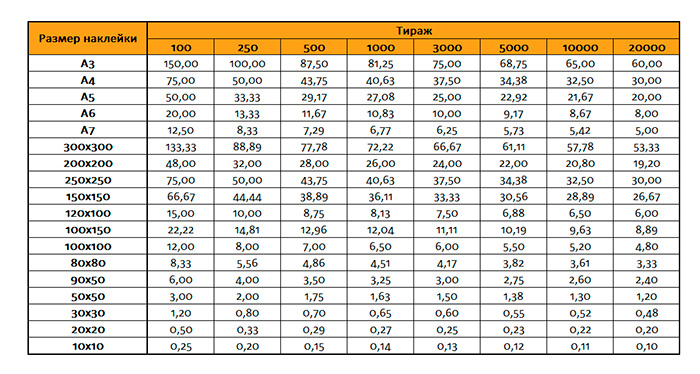 Размер наклейки Тираж
100 250 500 1000 3000 5000 10000 20000
А3 150,00 100,00 87,50 81,25 75,00 68,75 65,00 60,00
А4 75,00 50,00 43,75 40,63 37,50 34,38 32,50 30,00
А5 50,00 33,33 29,17 27,08 25,00 22,92 21,67 20,00
А6 20,00 13,33 11,67 10,83 10,00 9,17 8,67 8,00
А7 12,50 8,33 7,29 6,77 6,25 5,73 5,42 5,00
300х300 133,33 88,89 77,78 72,22 66,67 61,11 57,78 53,33
200х200 48,00 32,00 28,00 26,00 24,00 22,00 20,80 19,20
250х250 75,00 50,00 43,75 40,63 37,50 34,38 32,50 30,00
150х150 66,67 44,44 38,89 36,11 33,33 30,56 28,89 26,67
120х100 15,00 10,00 8,75 8,13 7,50 6,88 6,50 6,00
100х150 22,22 14,81 12,96 12,04 11,11 10,19 9,63 8,89
100х100 12,00 8,00 7,00 6,50 6,00 5,50 5,20 4,80
80х80 8,33 5,56 4,86 4,51 4,17 3,82 3,61 3,33
90х50 6,00 4,00 3,50 3,25 3,00 2,75 2,60 2,40
50х50 3,00 2,00 1,75 1,63 1,50 1,38 1,30 1,20
30х30 1,20 0,80 0,70 0,65 0,60 0,55 0,52 0,48
20х20 0,50 0,33 0,29 0,27 0,25 0,23 0,22 0,20
10х10 0,25 0,20 0,15 0,14 0,13 0,12 0,11 0,10